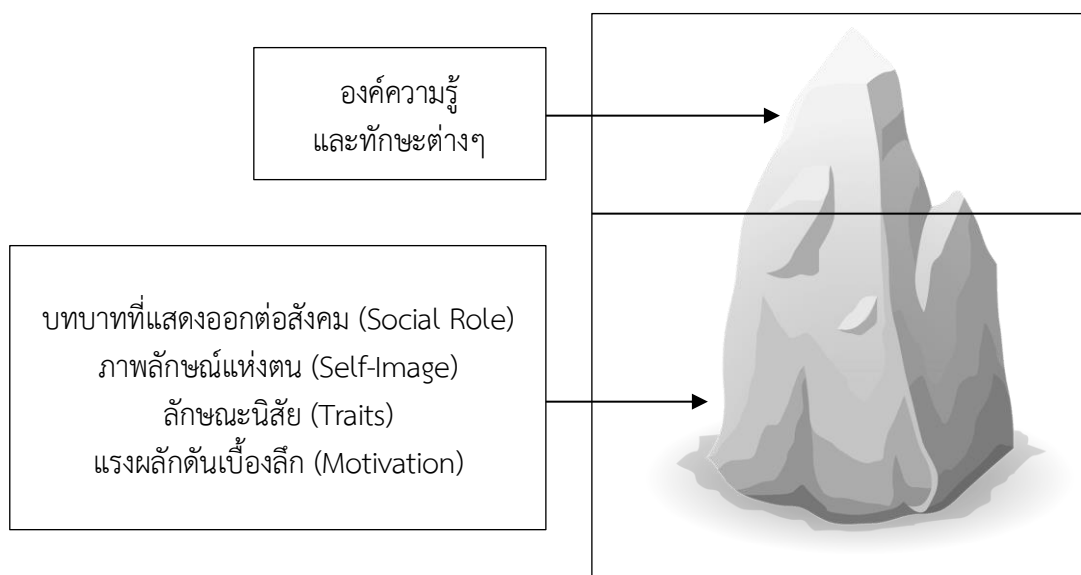 องค์ความรู้
และทักษะต่างๆ
บทบาทที่แสดงออกต่อสังคม (Social Role)
ภาพลักษณ์แห่งตน (Self-Image)
ลักษณะนิสัย (Traits)
แรงผลักดันเบื้องลึก (Motivation)